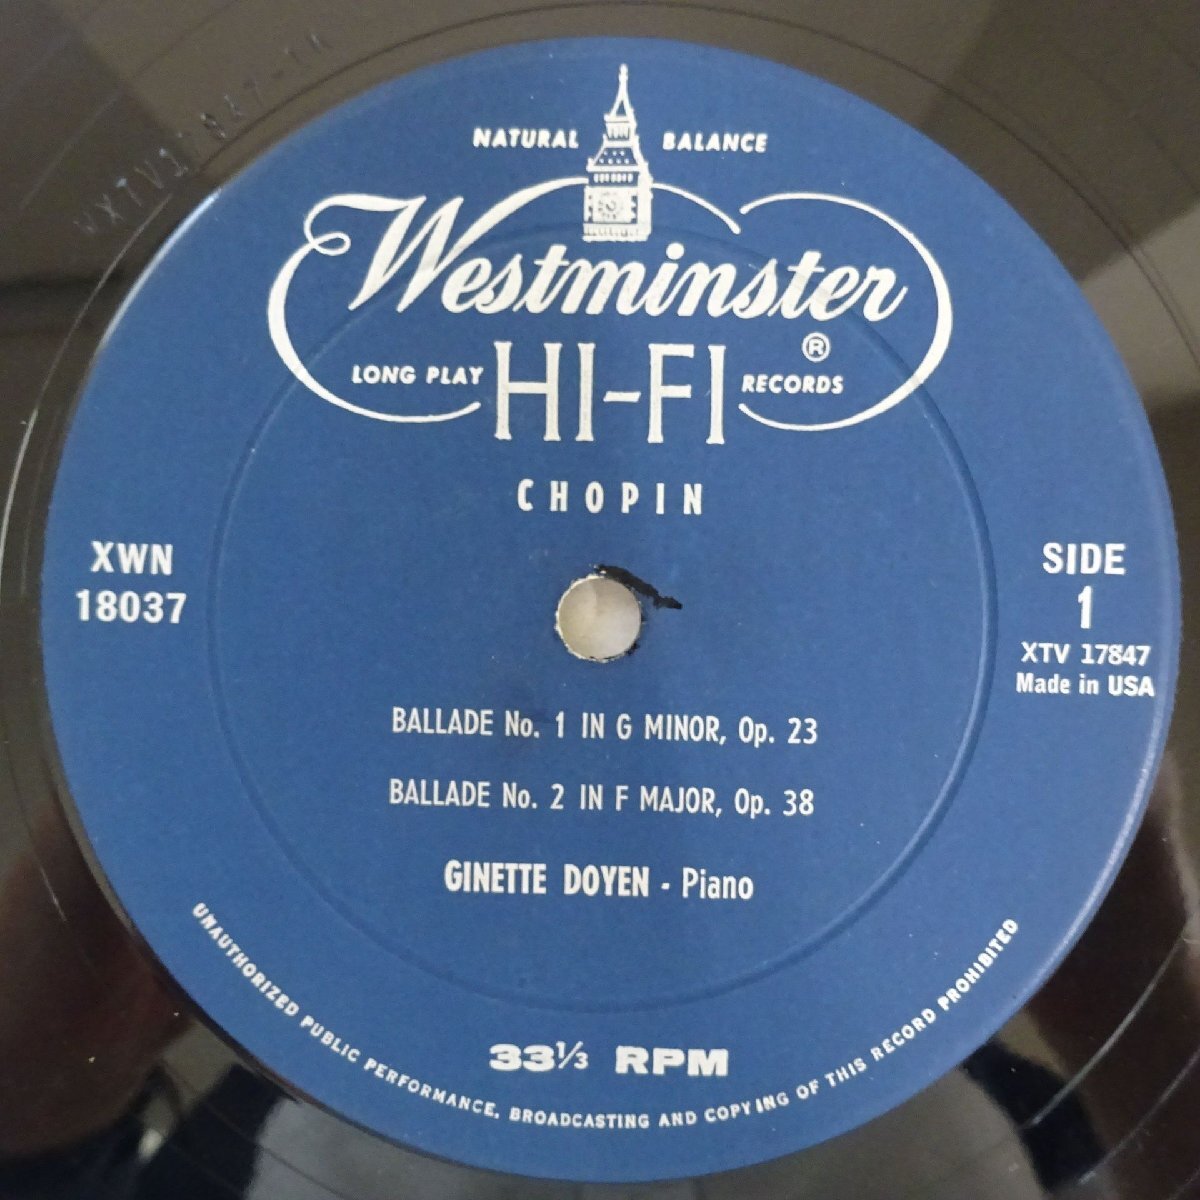 NATURAL BALANCE
Westminster
LONG PLAY HI-FI ® RECORDS
CHOPIN
XWN
18037
SIDE
1
XTV 17847
Made in USA
BALLADE No. 1 IN G MINOR, Op. 23
BALLADE No. 2 IN F MAJOR, Op. 38
GINETTE DOYEN - Piano
33⅓ RPM
UNAUTHORIZED PUBLIC PERFORMANCE, BROADCASTING AND COPYING OF THIS RECORD PROHIBITED